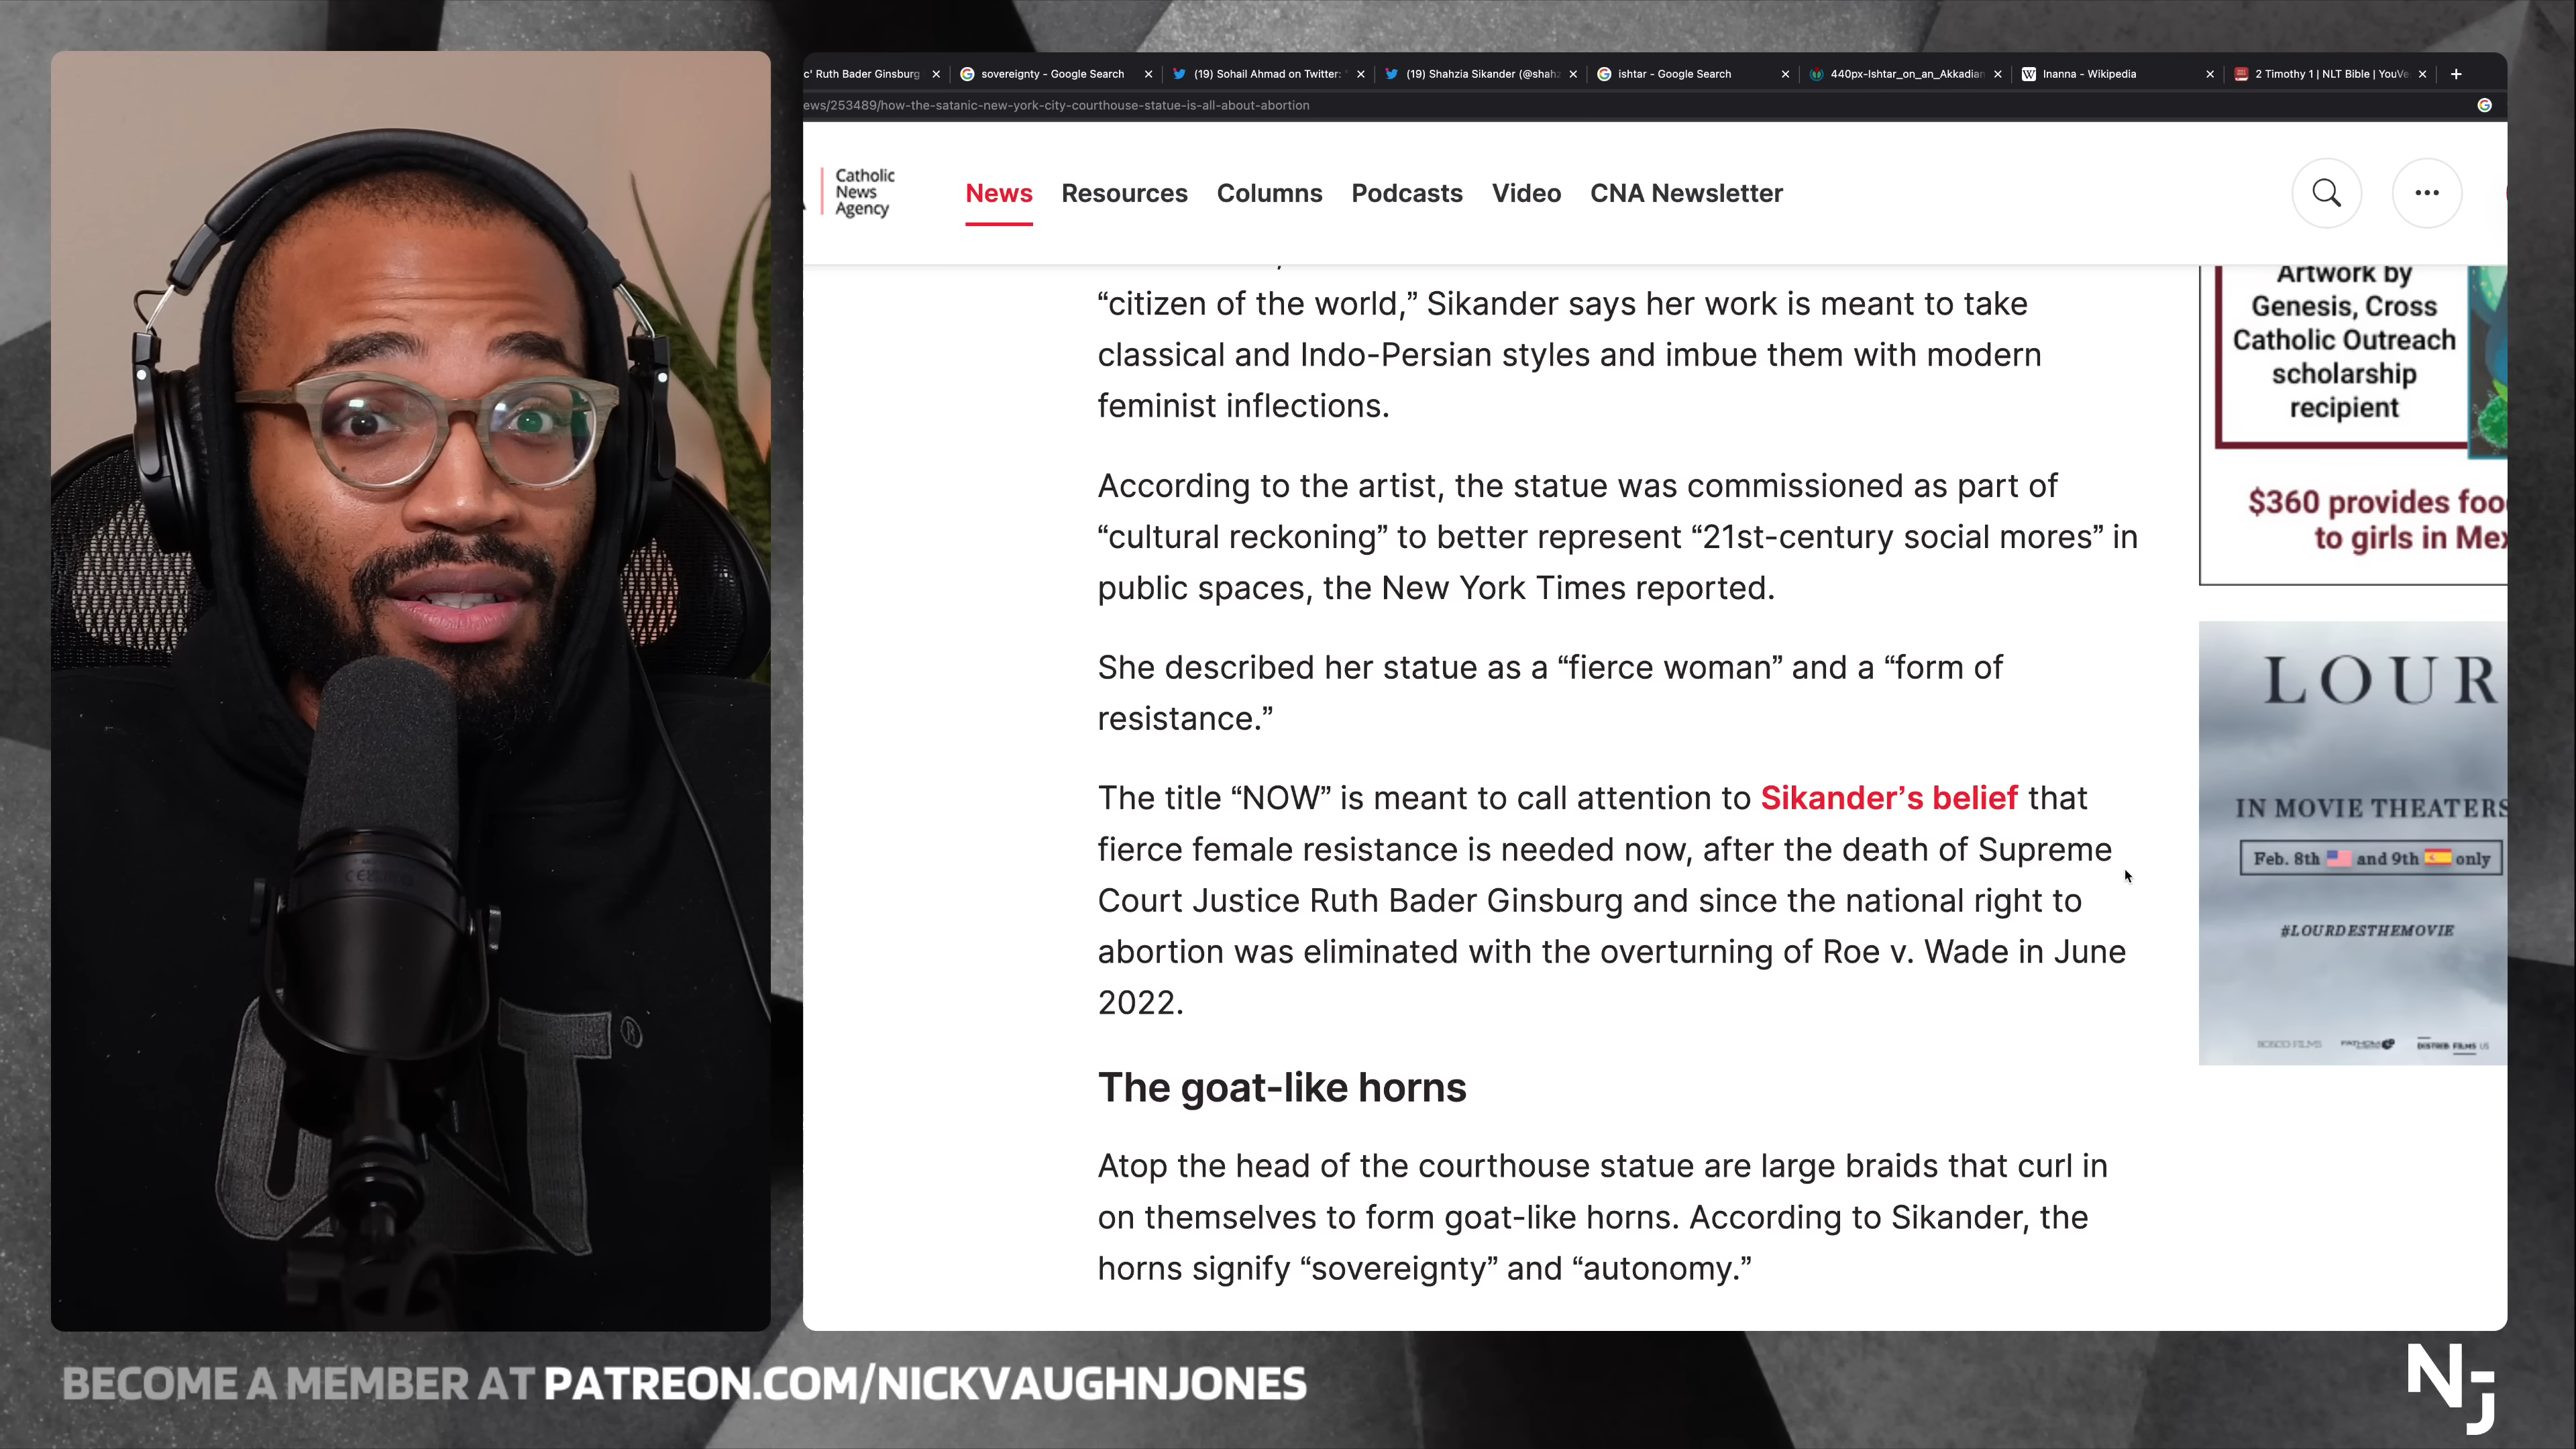 c' Ruth Bader Ginsburg
sovereignty - Google Search
(19) Sohail Ahmad on Twitter: "
(19) Shahzia Sikander (@shahz
ishtar - Google Search
440px-Ishtar_on_an_Akkadian
W Inanna - Wikipedia
2 Timothy 1 | NLT Bible | YouVe
ews/253489/how-the-satanic-new-york-city-courthouse-statue-is-all-about-abortion
Catholic
News
Agency
News Resources Columns Podcasts Video CNA Newsletter
“citizen of the world,” Sikander says her work is meant to take
classical and Indo-Persian styles and imbue them with modern
feminist inflections.
According to the artist, the statue was commissioned as part of
“cultural reckoning” to better represent “21st-century social mores” in
public spaces, the New York Times reported.
She described her statue as a “fierce woman” and a “form of
resistance.”
The title “NOW” is meant to call attention to Sikander’s belief that
fierce female resistance is needed now, after the death of Supreme
Court Justice Ruth Bader Ginsburg and since the national right to
abortion was eliminated with the overturning of Roe v. Wade in June
2022.
The goat-like horns
Atop the head of the courthouse statue are large braids that curl in
on themselves to form goat-like horns. According to Sikander, the
horns signify “sovereignty” and “autonomy.”
Artwork by
Genesis, Cross
Catholic Outreach
scholarship
recipient
$360 provides foo
to girls in Mex
LOUR
IN MOVIE THEATERS
Feb. 8th and 9th only
#LOURDESTHEMOVIE
BOSCO FILMS
®
BECOME A MEMBER AT PATREON.COM/NICKVAUGHNJONES
NJ